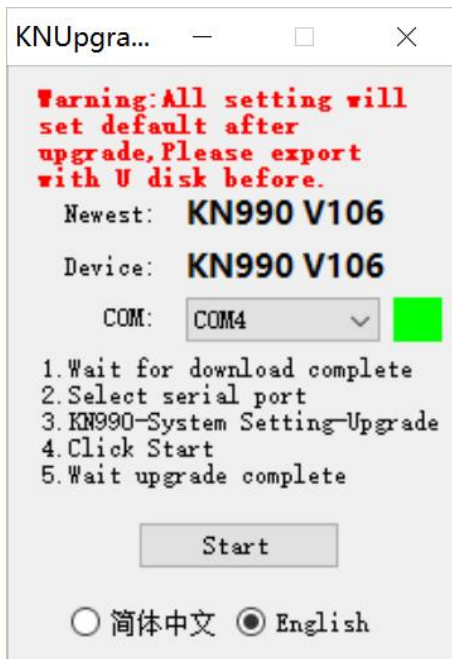 KNUpgra...
Warning:All setting will
set default after
upgrade,Please export
with U disk before.
Newest: KN990 V106
Device: KN990 V106
COM: COM4
1.Wait for download complete
2.Select serial port
3.KN990-System Setting-Upgrade
4.Click Start
5.Wait upgrade complete
Start
简体中文 English